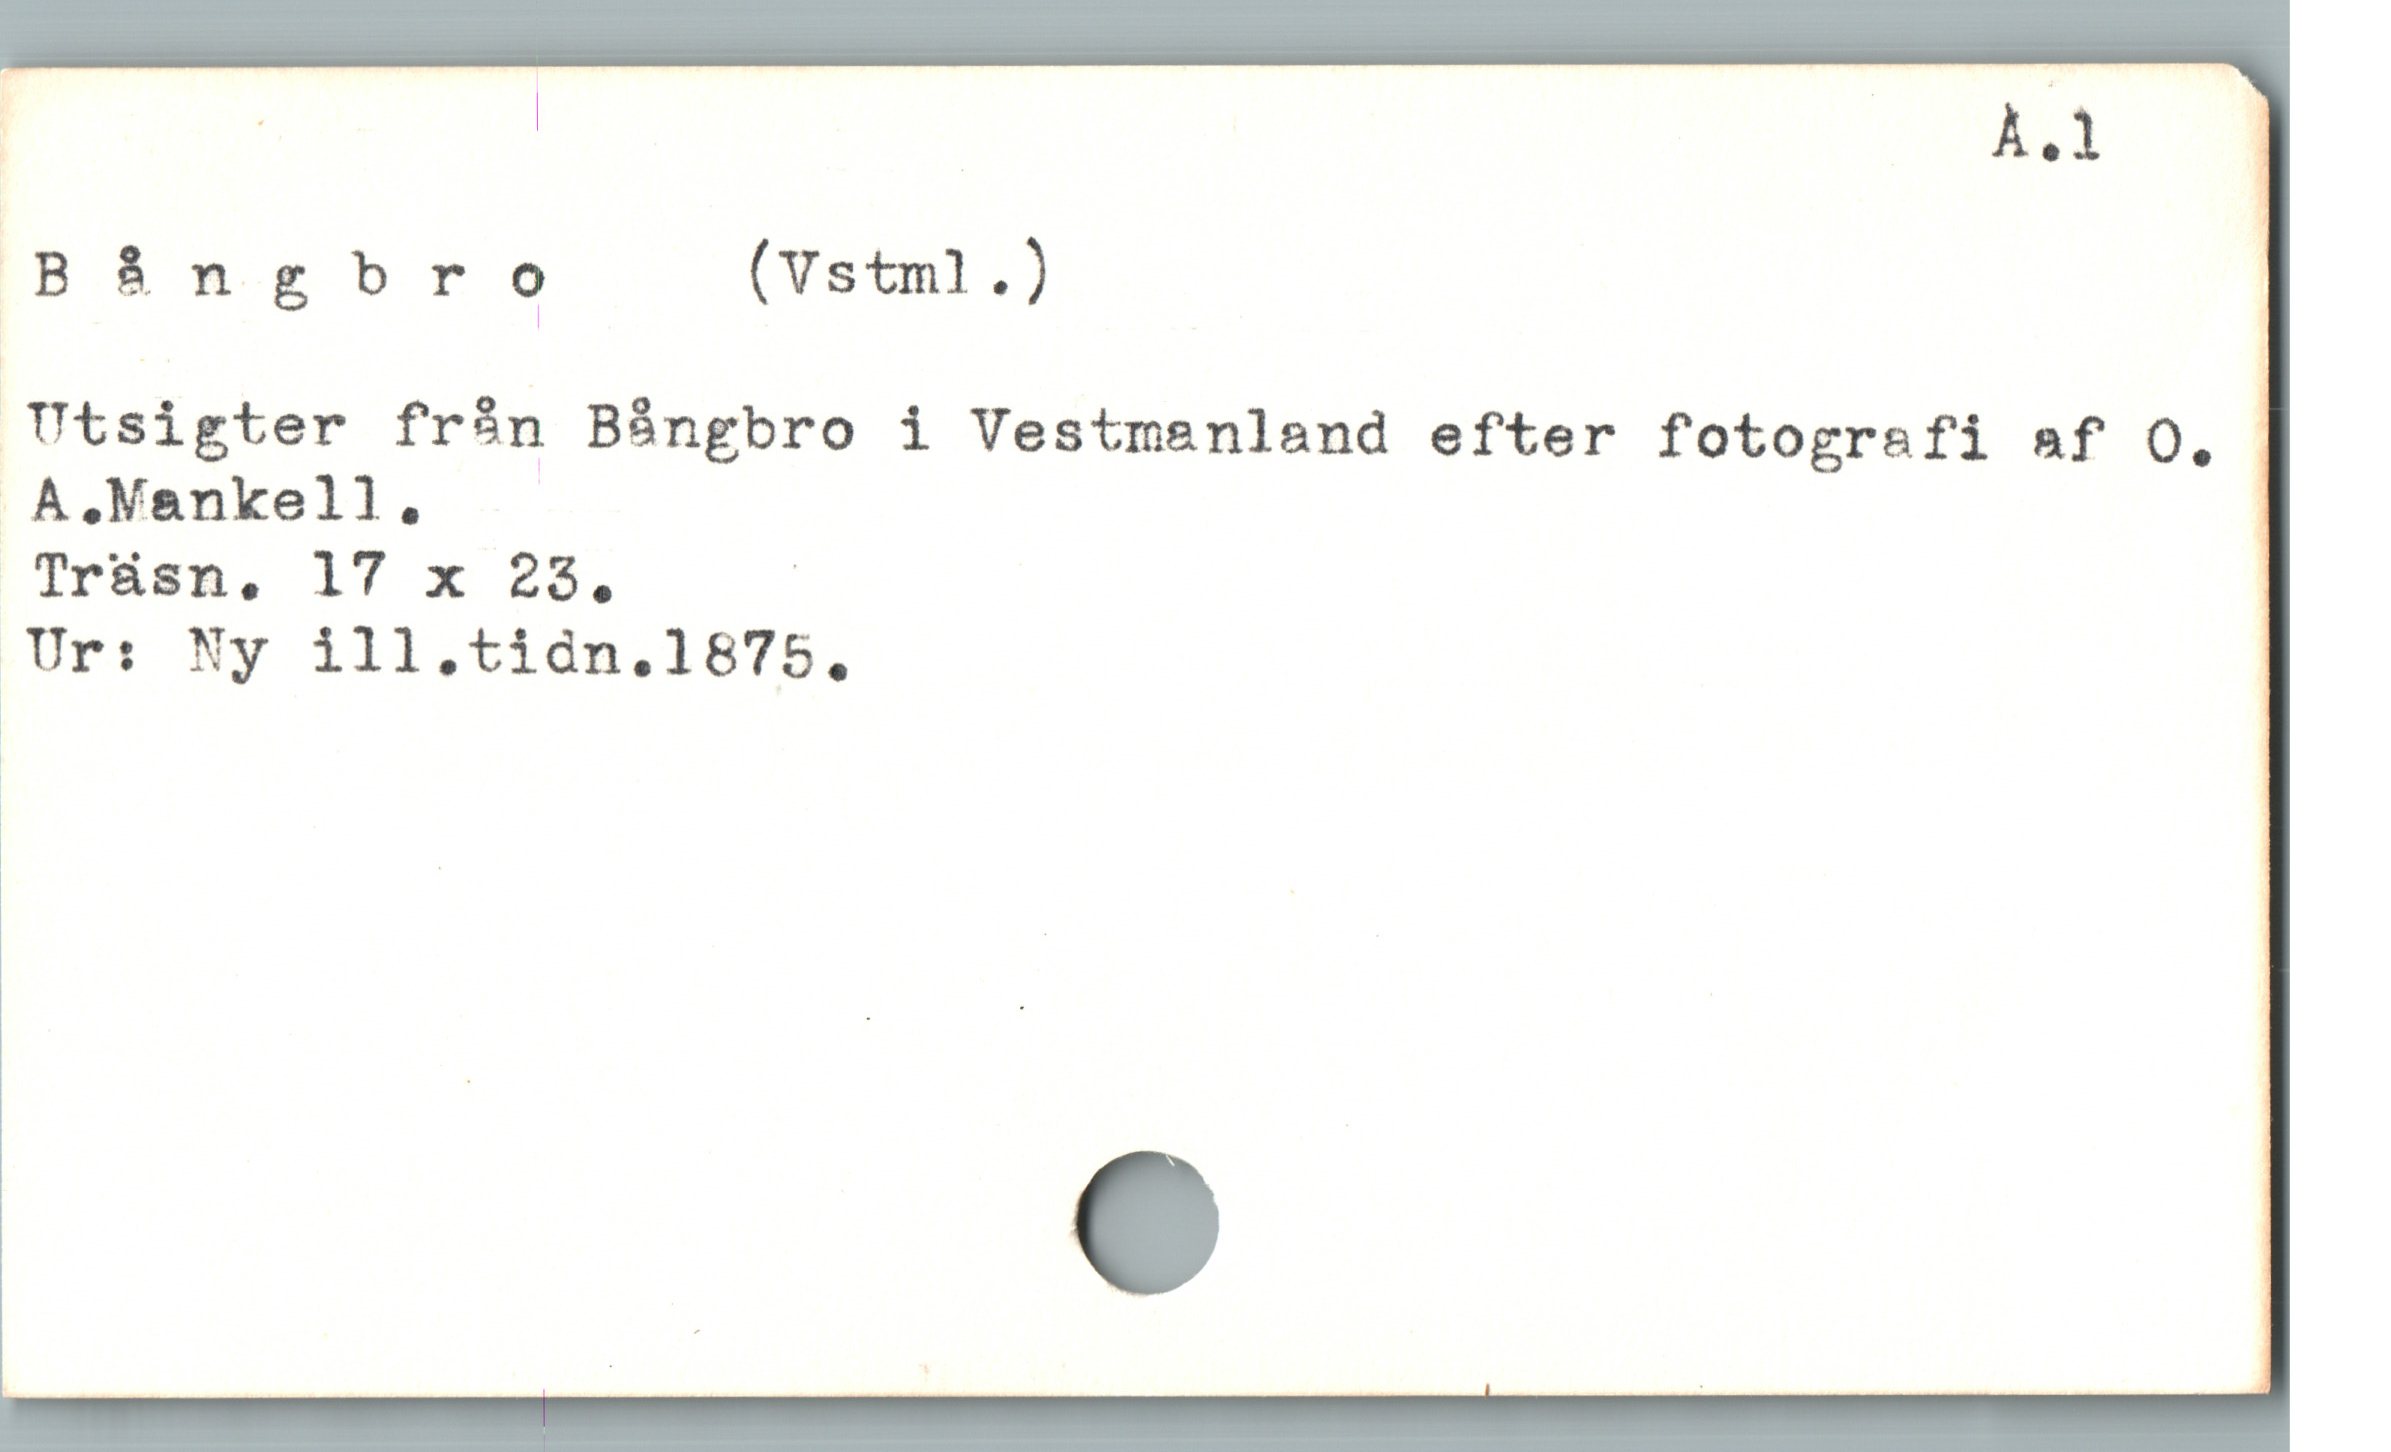 A.1
B å n g b r o (Vstml.)
Utsigter från Bångbro i Vestmanland efter fotografi af O.
A.Mankell.
Träsn. 17 x 23.
Ur: Ny ill.tidn.1875.